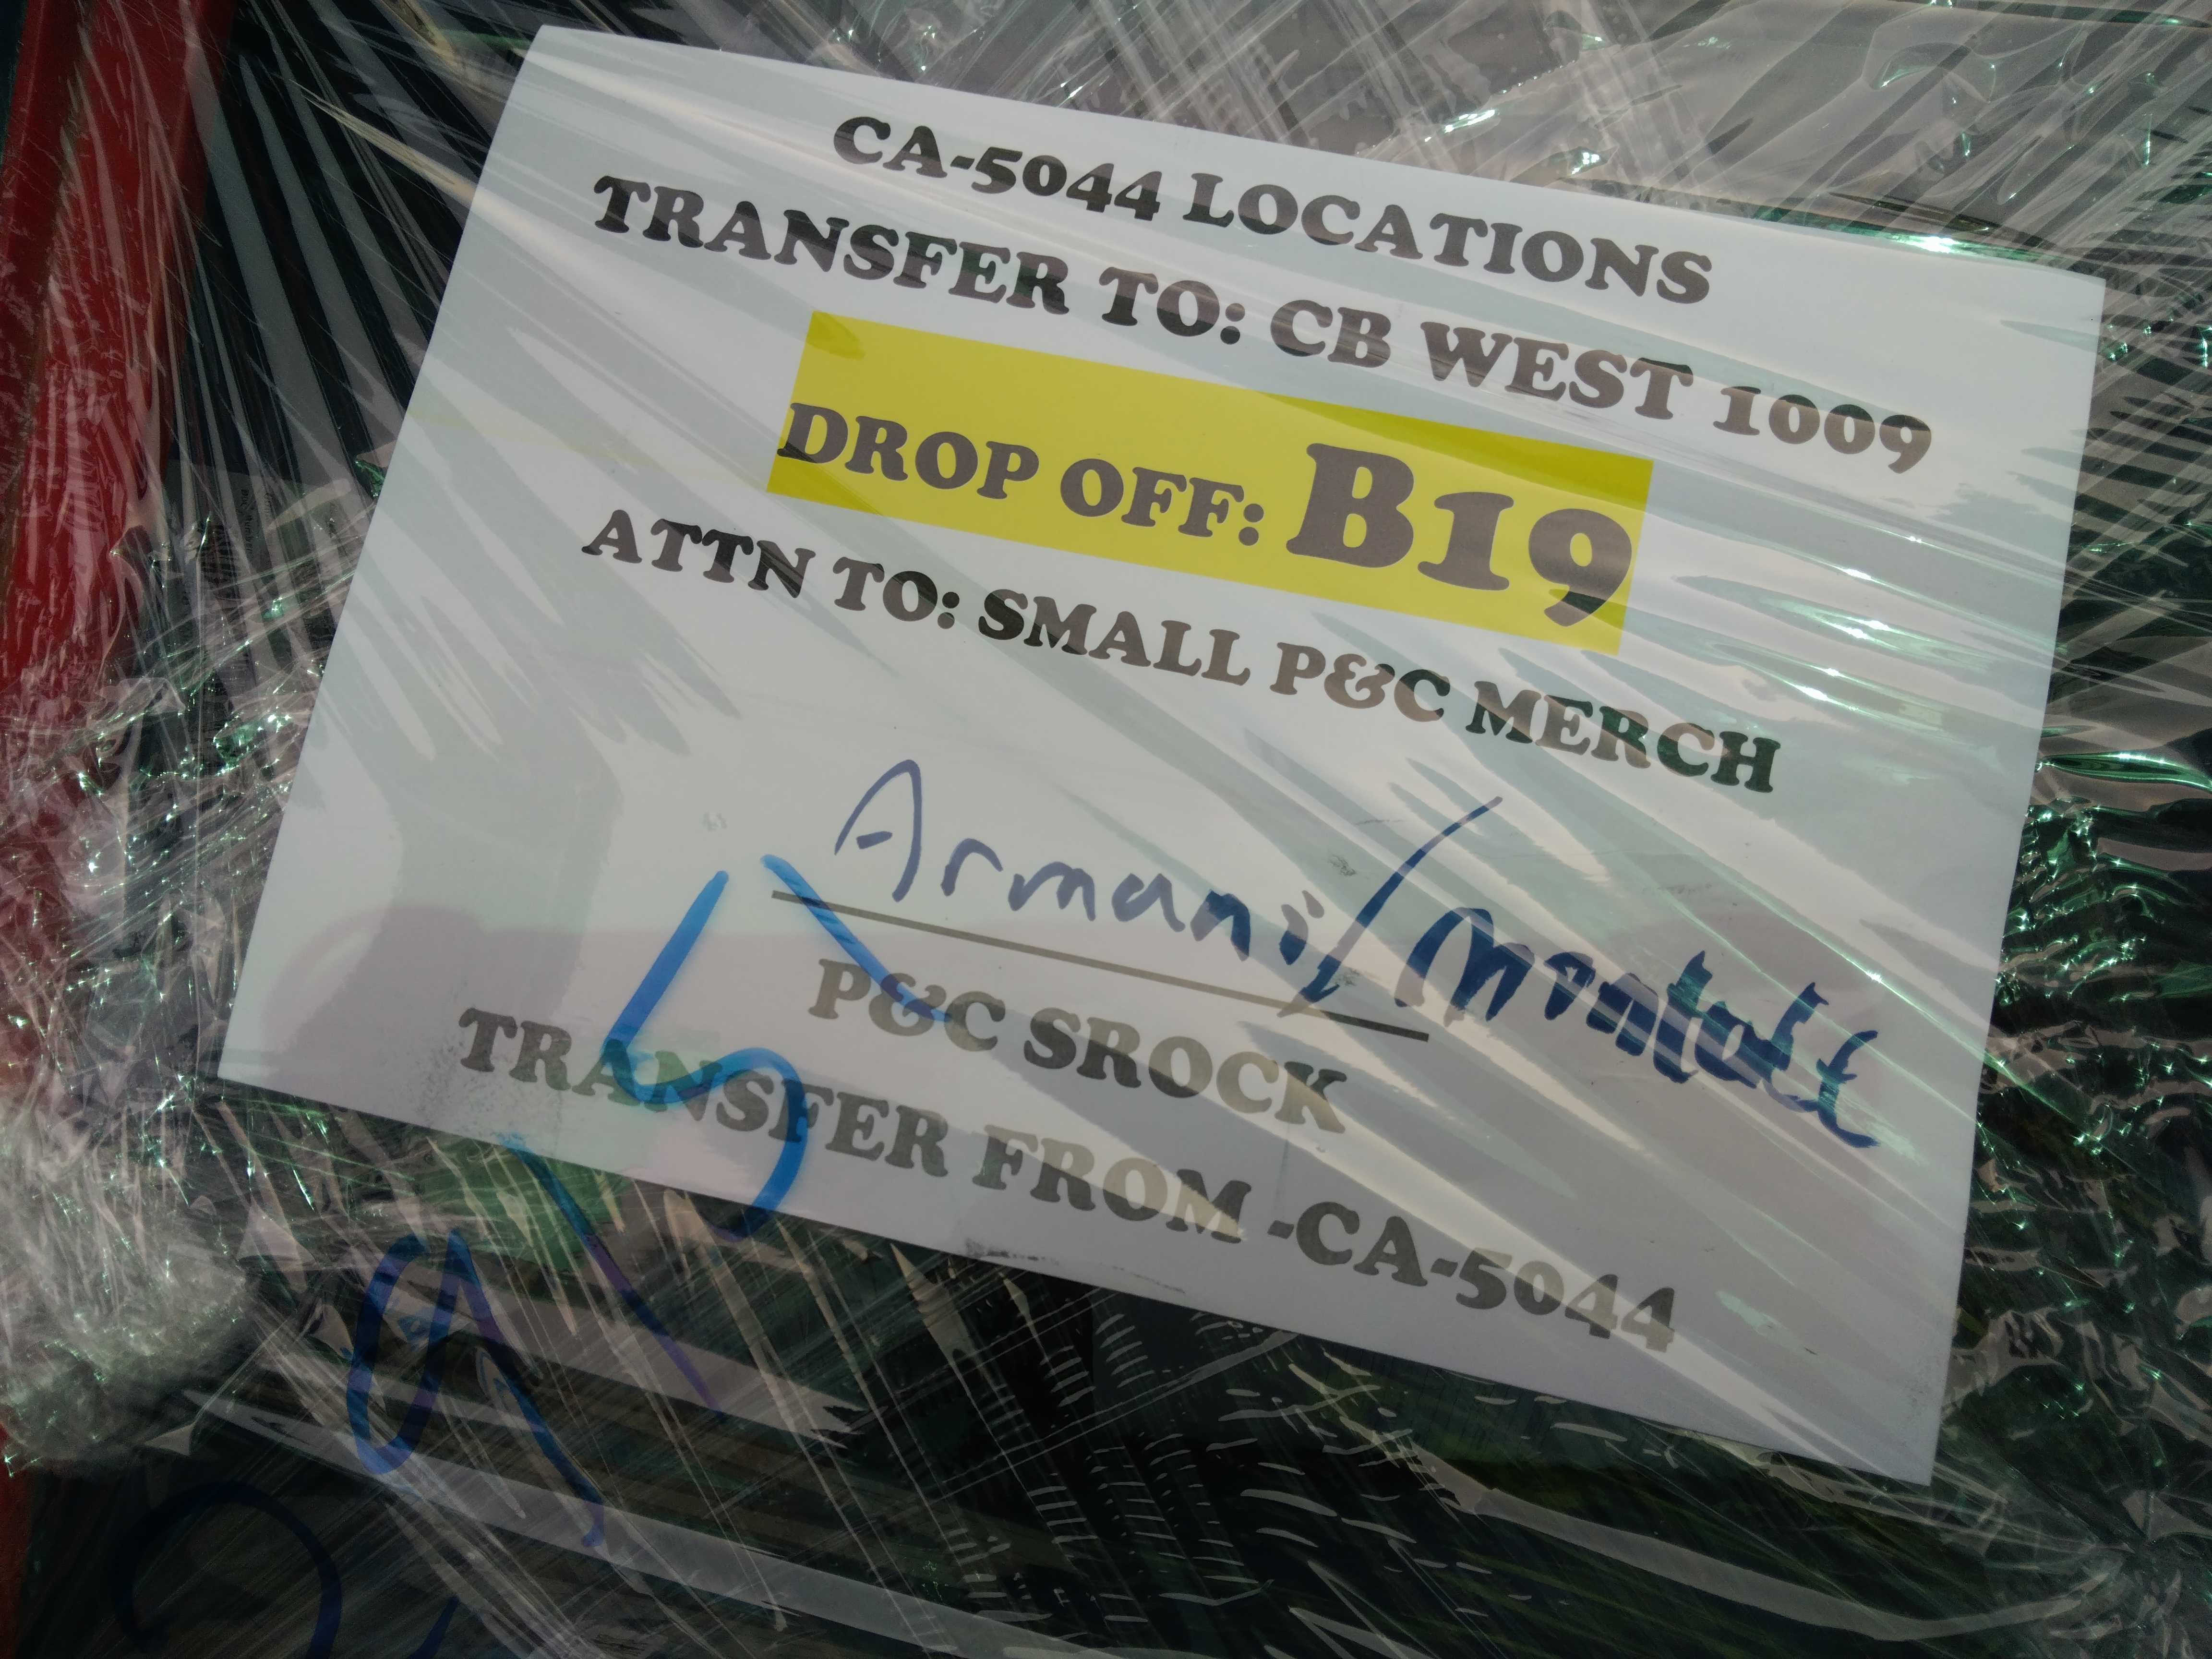 CA-5044 LOCATIONS
TRANSFER TO: CB WEST 1009
DROP OFF: B19
ATTN TO: SMALL P&C MERCH
Armani/
P&C SROCK
TRANSFER FROM -CA-5044